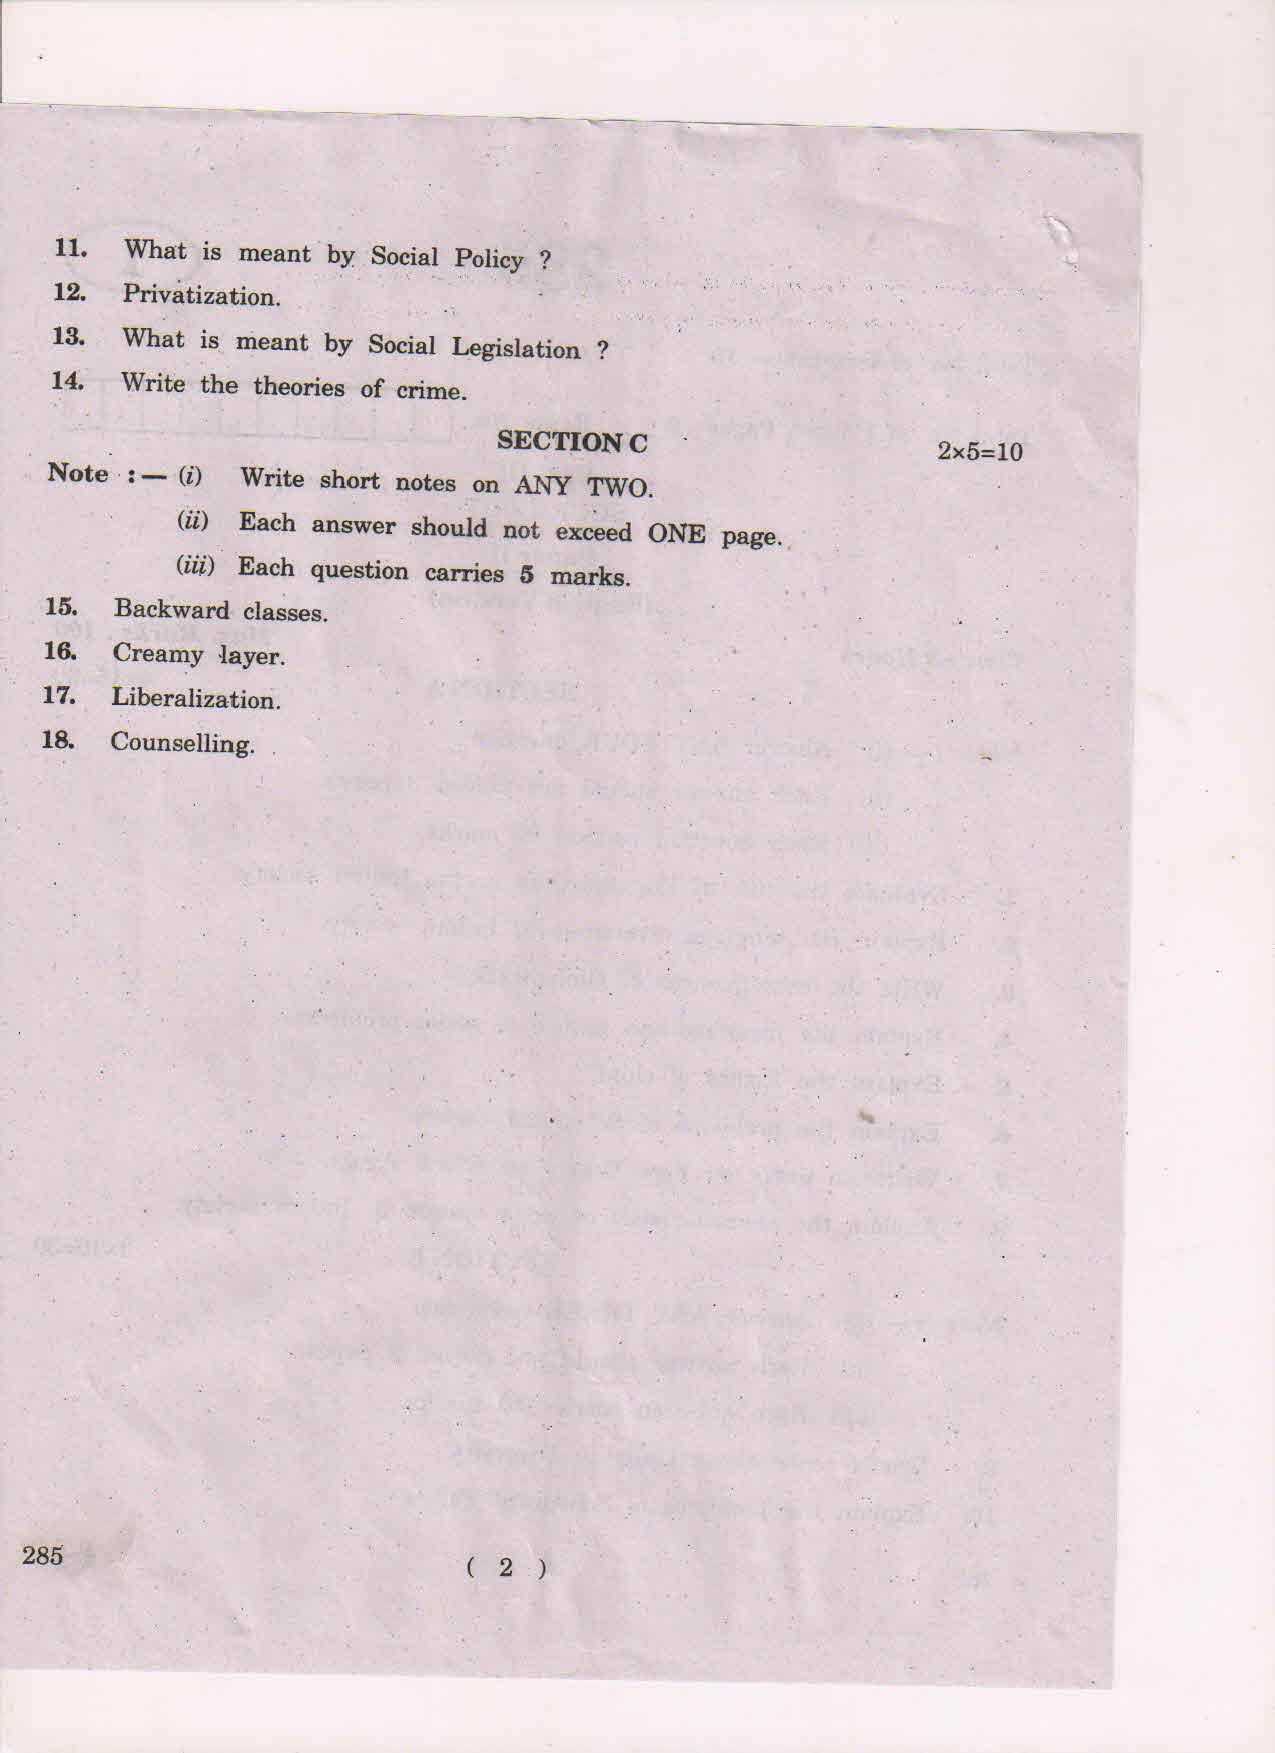 11. What is meant by Social Policy ?
12. Privatization.
13. What is meant by Social Legislation ?
14. Write the theories of crime.
SECTION C 2×5=10
Note :— (i) Write short notes on ANY TWO.
(ii) Each answer should not exceed ONE page.
(iii) Each question carries 5 marks.
15. Backward classes.
16. Creamy layer.
17. Liberalization.
18. Counselling.
285 ( 2 )